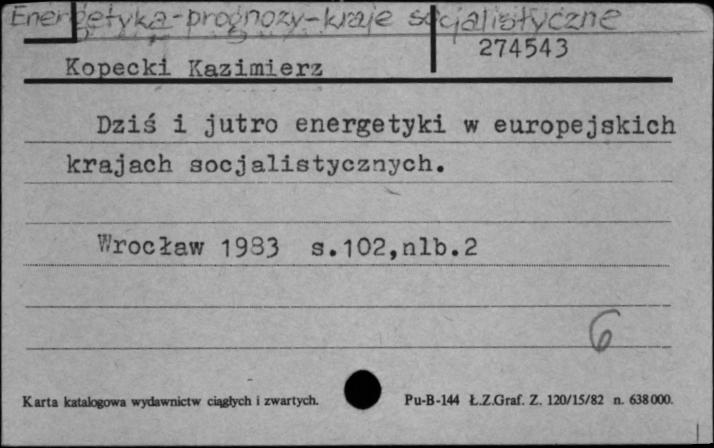 Energetyka-prognozy-kraje socjalistyczne
274543
Kopecki Kazimierz
Dziś i jutro energetyki w europejskich
krajach socjalistycznych.
Wrocław 1983 s.102,nlb.2
6
Karta katalogowa wydawnictw ciągłych i zwartych.
Pu-B-144 Ł.Z.Graf. Z. 120/15/82 n. 638000.